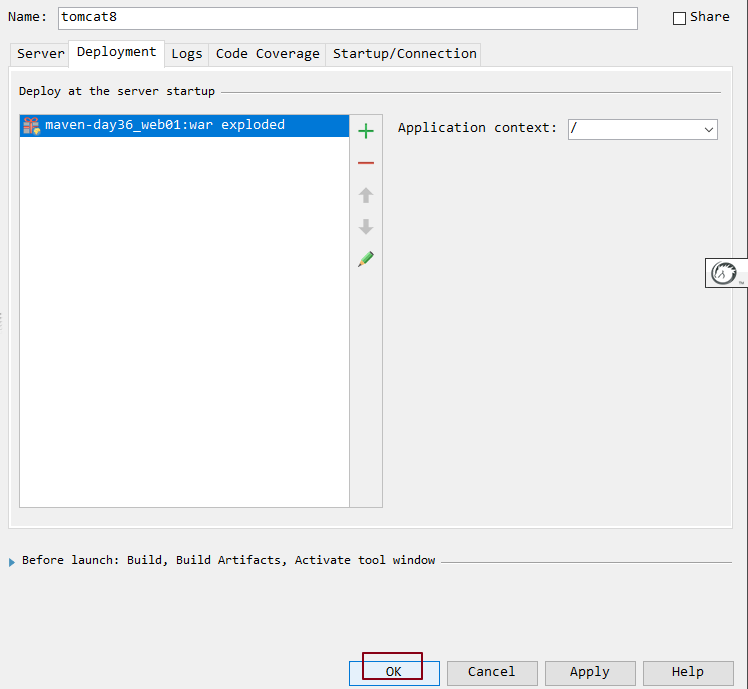 Name: tomcat8 Share
Server Deployment Logs Code Coverage Startup/Connection
Deploy at the server startup
maven-day36_web01:war exploded
Application context: /
Before launch: Build, Build Artifacts, Activate tool window
OK Cancel Apply Help